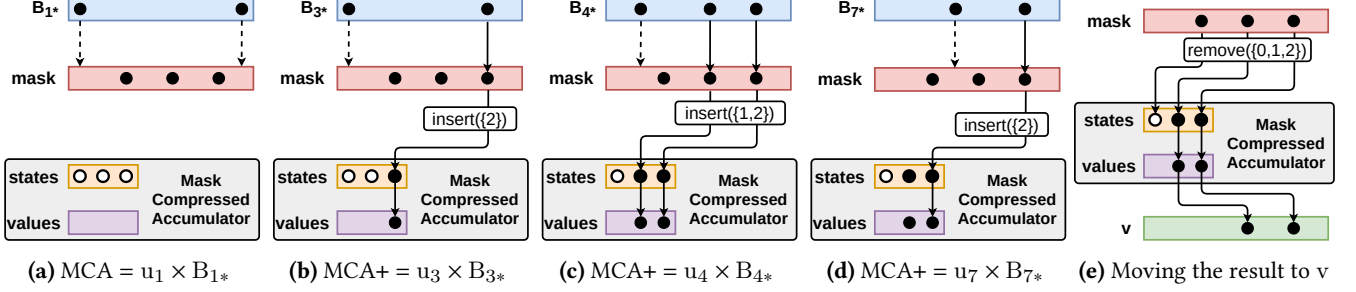 B1*
mask
states
values
Mask
Compressed
Accumulator
(a) MCA = u1 × B1*
B3*
mask
insert({2})
states
values
Mask
Compressed
Accumulator
(b) MCA+ = u3 × B3*
B4*
mask
insert({1,2})
states
values
Mask
Compressed
Accumulator
(c) MCA+ = u4 × B4*
B7*
mask
insert({2})
states
values
Mask
Compressed
Accumulator
(d) MCA+ = u7 × B7*
mask
remove({0,1,2})
states
values
Mask
Compressed
Accumulator
v
(e) Moving the result to v